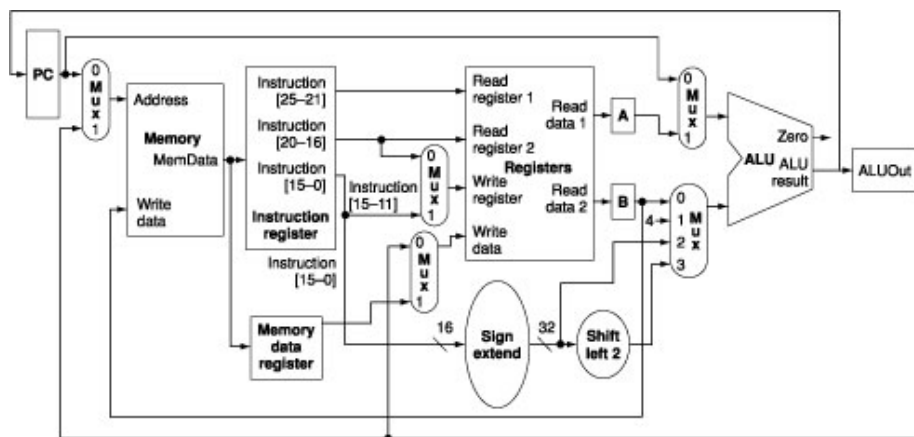 PC
0
M
u
x
1
Address
Memory
MemData
Write
data
Instruction
[25–21]
Instruction
[20–16]
Instruction
[15–0]
Instruction
register
Instruction
[15–0]
Memory
data
register
Instruction
[15–11]
0
M
u
x
1
0
M
u
x
1
16
Read
register 1
Read
register 2
Registers
Write
register
Write
data
Read
data 1
Read
data 2
Sign
extend
32
Shift
left 2
A
B
4
0
M
u
x
1
0
1
2
3
M
u
x
Zero
ALU
ALU
result
ALUOut